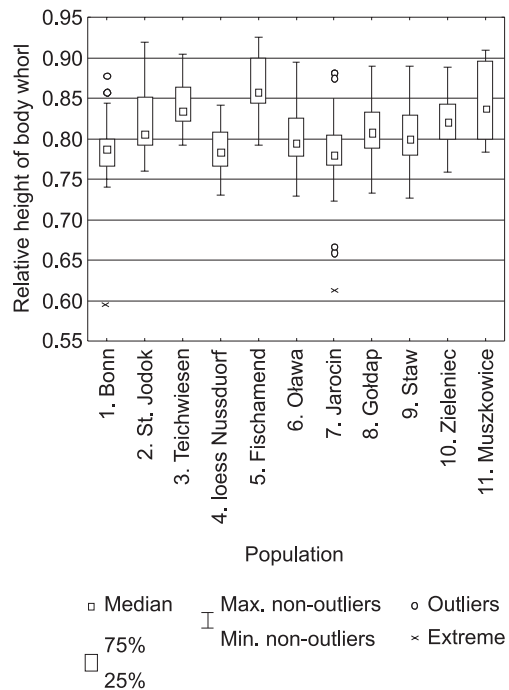 Relative height of body whorl
0.95
0.90
0.85
0.80
0.75
0.70
0.65
0.60
0.55
1. Bonn
2. St. Jodok
3. Teichwiesen
4. loess Nussduorf
5. Fischamend
6. Oława
7. Jarocin
8. Gołdap
9. Staw
10. Zieleniec
11. Muszkowice
Population
Median
75%
25%
Max. non-outliers
Min. non-outliers
Outliers
Extreme